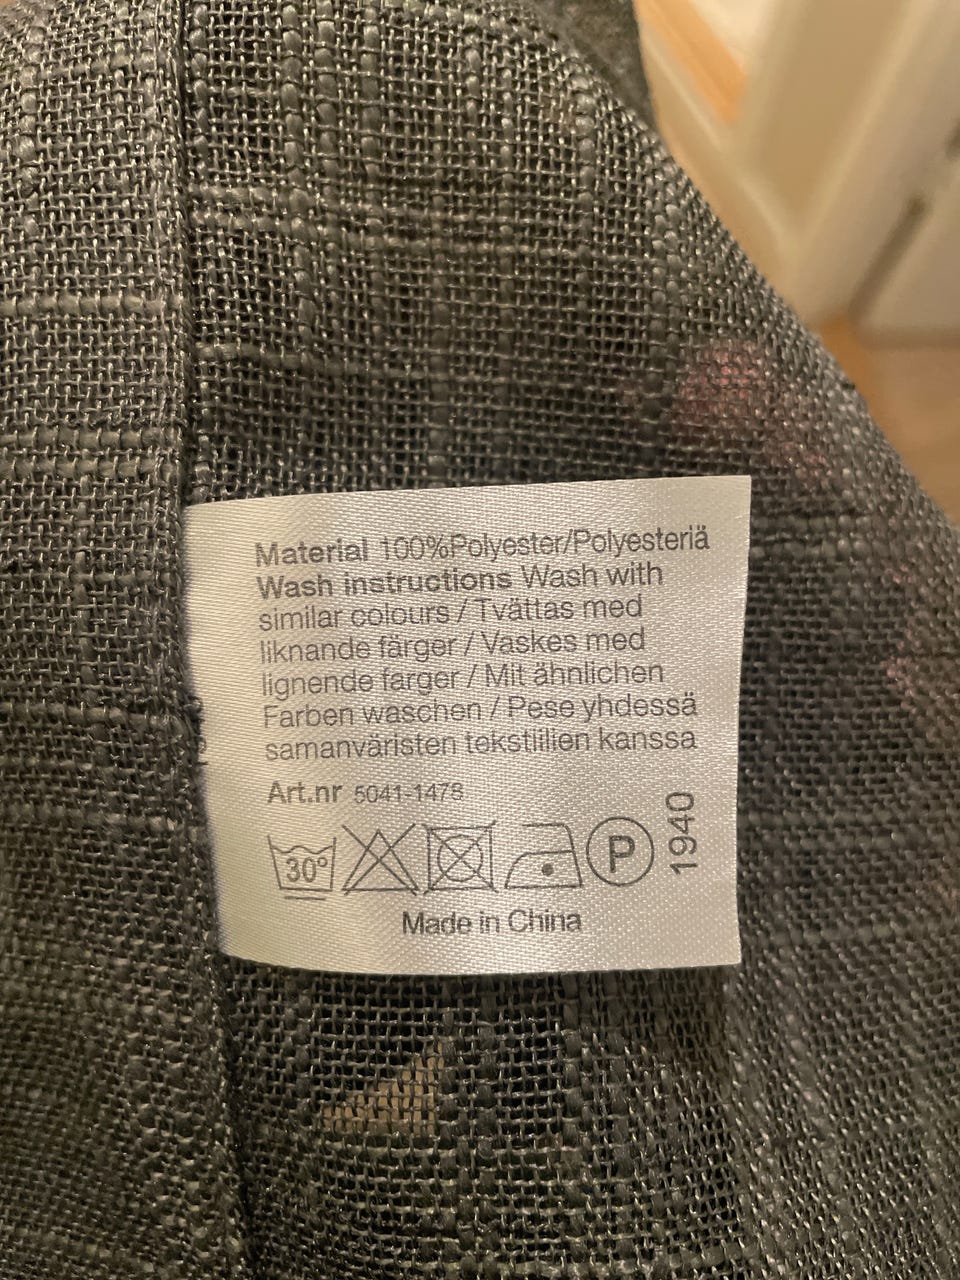 Material 100%Polyester/Polyesteriä
Wash instructions Wash with
similar colours / Tvättas med
liknande färger / Vaskes med
lignende farger / Mit ähnlichen
Farben waschen / Pese yhdessä
samanväristen tekstiilien kanssa
Art.nr 5041-1478
30°
P
1940
Made in China